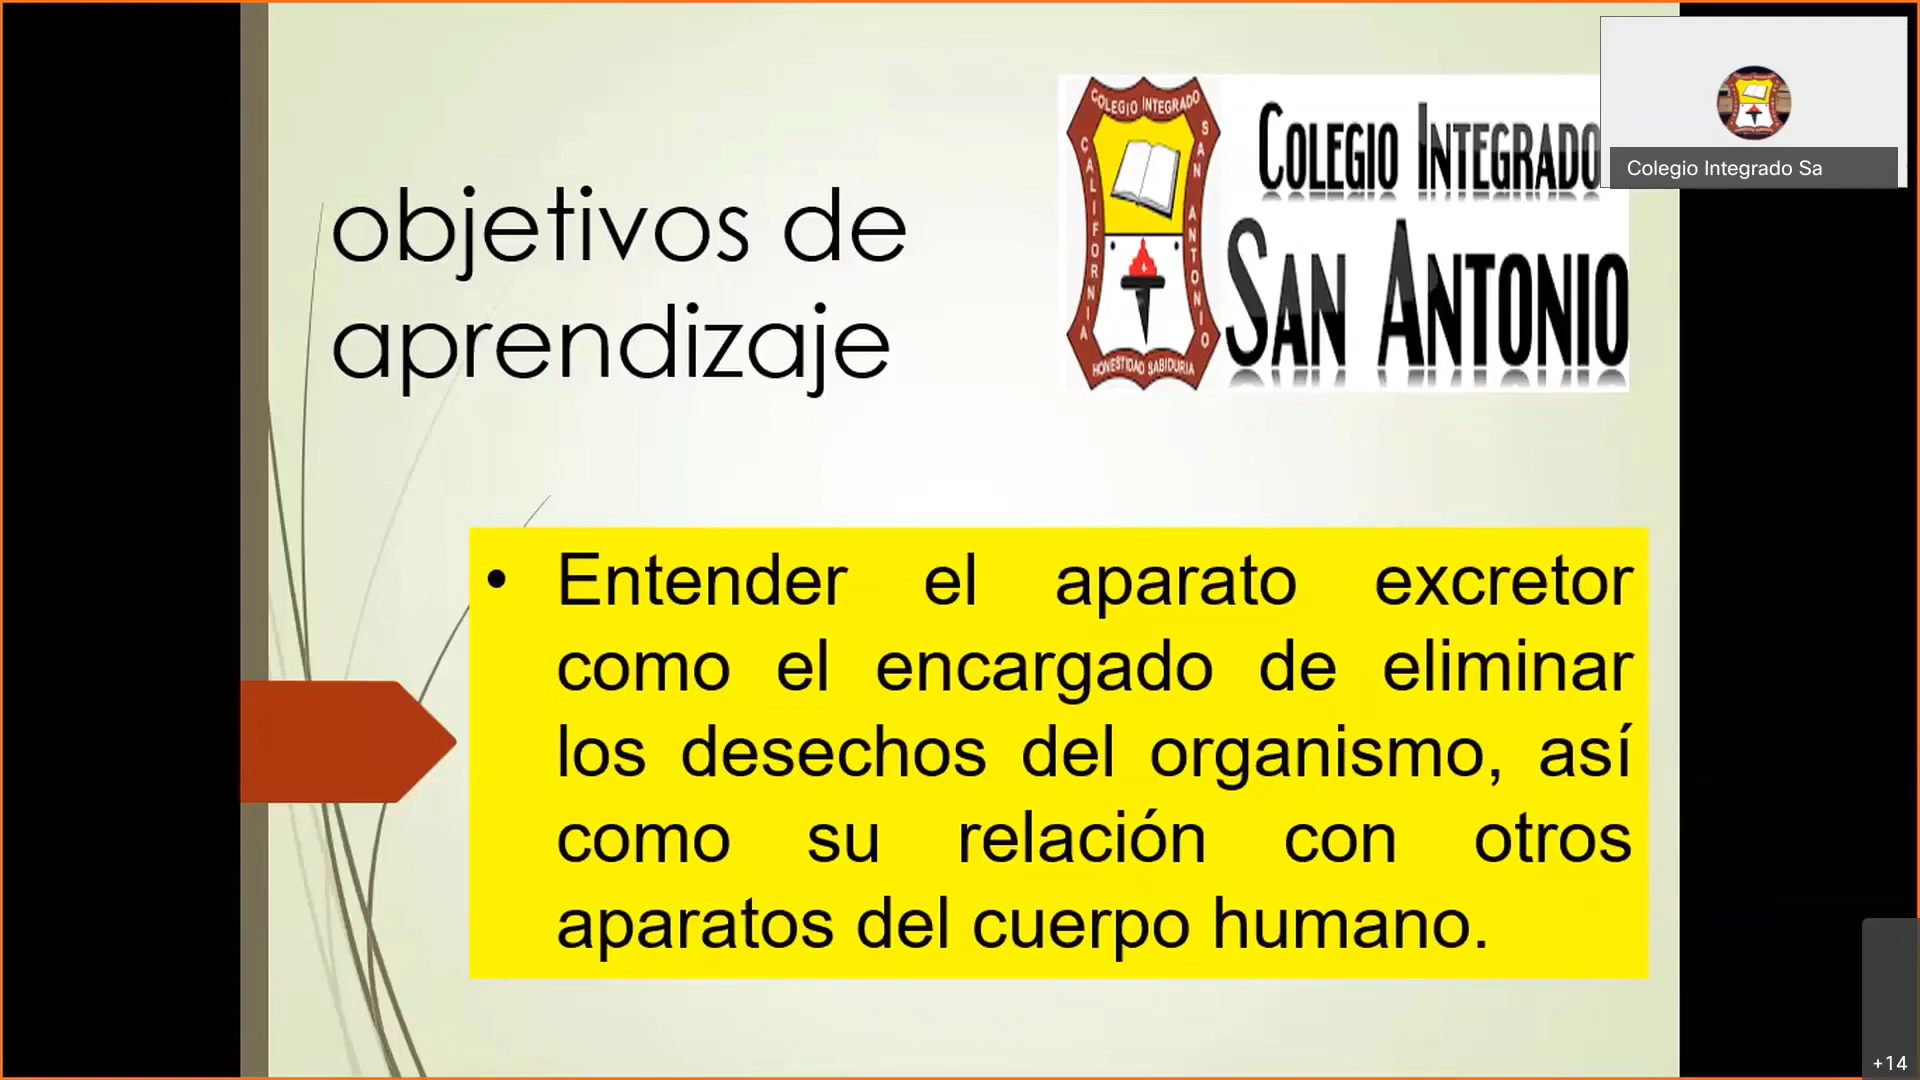 objetivos de
aprendizaje
COLEGIO INTEGRADO
SAN ANTONIO
CALIFORNIA
HONESTIDAD SABIDURIA
COLEGIO INTEGRADO
SAN ANTONIO
Colegio Integrado Sa
• Entender el aparato excretor
como el encargado de eliminar
los desechos del organismo, así
como su relación con otros
aparatos del cuerpo humano.
+14